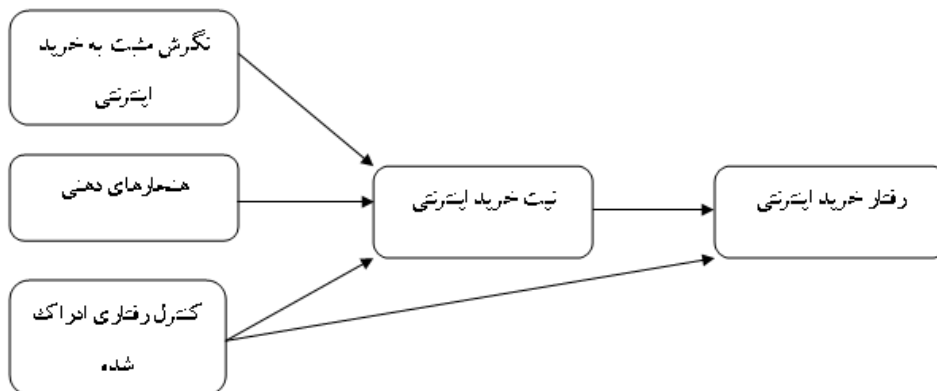 نگرش مثبت به خرید
اینترنتی
هنجارهای ذهنی
نیت خرید اینترنتی
رفتار خرید اینترنتی
کنترل رفتاری ادراک
شده